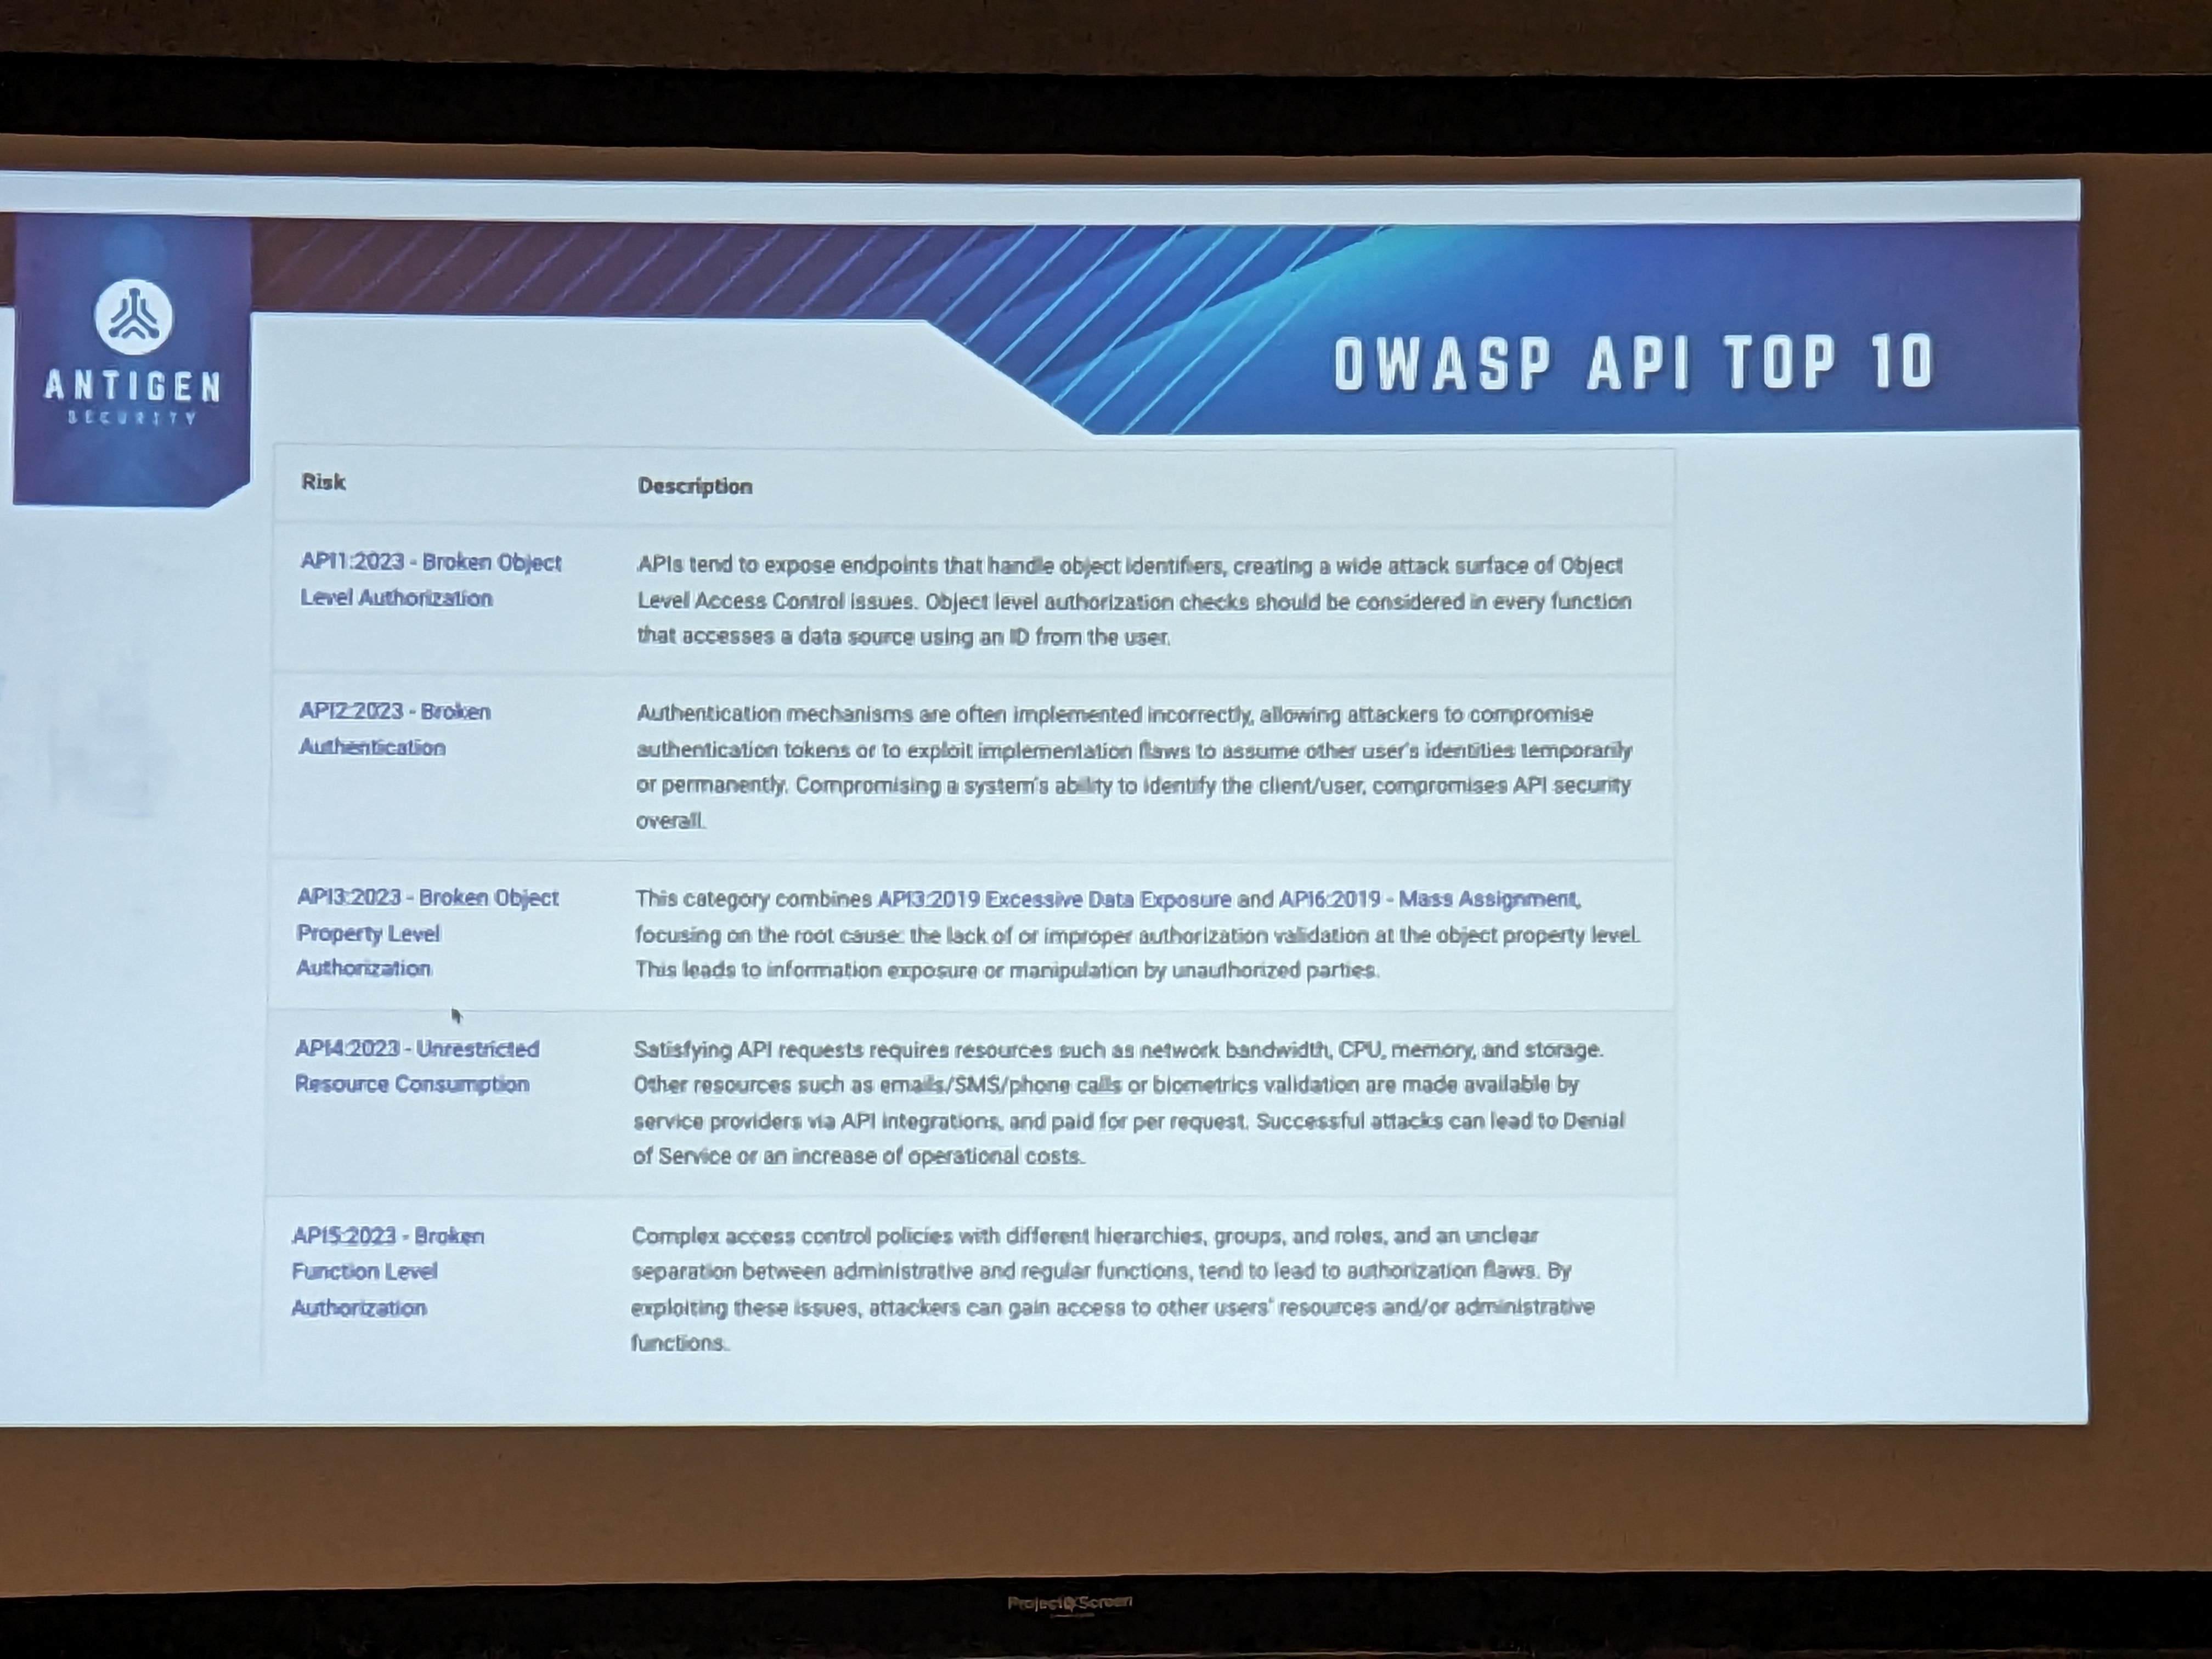 ANTIGEN
SECURITY
OWASP API TOP 10
Risk
Description
API1:2023 - Broken Object
Level Authorization
APIs tend to expose endpoints that handle object identifiers, creating a wide attack surface of Object
Level Access Control issues. Object level authorization checks should be considered in every function
that accesses a data source using an ID from the user.
API2:2023 - Broken
Authentication
Authentication mechanisms are often implemented incorrectly, allowing attackers to compromise
authentication tokens or to exploit implementation flaws to assume other user's identities temporarily
or permanently. Compromising a system's ability to identify the client/user, compromises API security
overall.
API3:2023 - Broken Object
Property Level
Authorization
This category combines API3:2019 Excessive Data Exposure and API6:2019 - Mass Assignment,
focusing on the root cause: the lack of or improper authorization validation at the object property level.
This leads to information exposure or manipulation by unauthorized parties.
API4:2023 - Unrestricted
Resource Consumption
Satisfying API requests requires resources such as network bandwidth, CPU, memory, and storage.
Other resources such as emails/SMS/phone calls or biometrics validation are made available by
service providers via API integrations, and paid for per request. Successful attacks can lead to Denial
of Service or an increase of operational costs.
API5:2023 - Broken
Function Level
Authorization
Complex access control policies with different hierarchies, groups, and roles, and an unclear
separation between administrative and regular functions, tend to lead to authorization flaws. By
exploiting these issues, attackers can gain access to other users' resources and/or administrative
functions.
ProjectaScreen